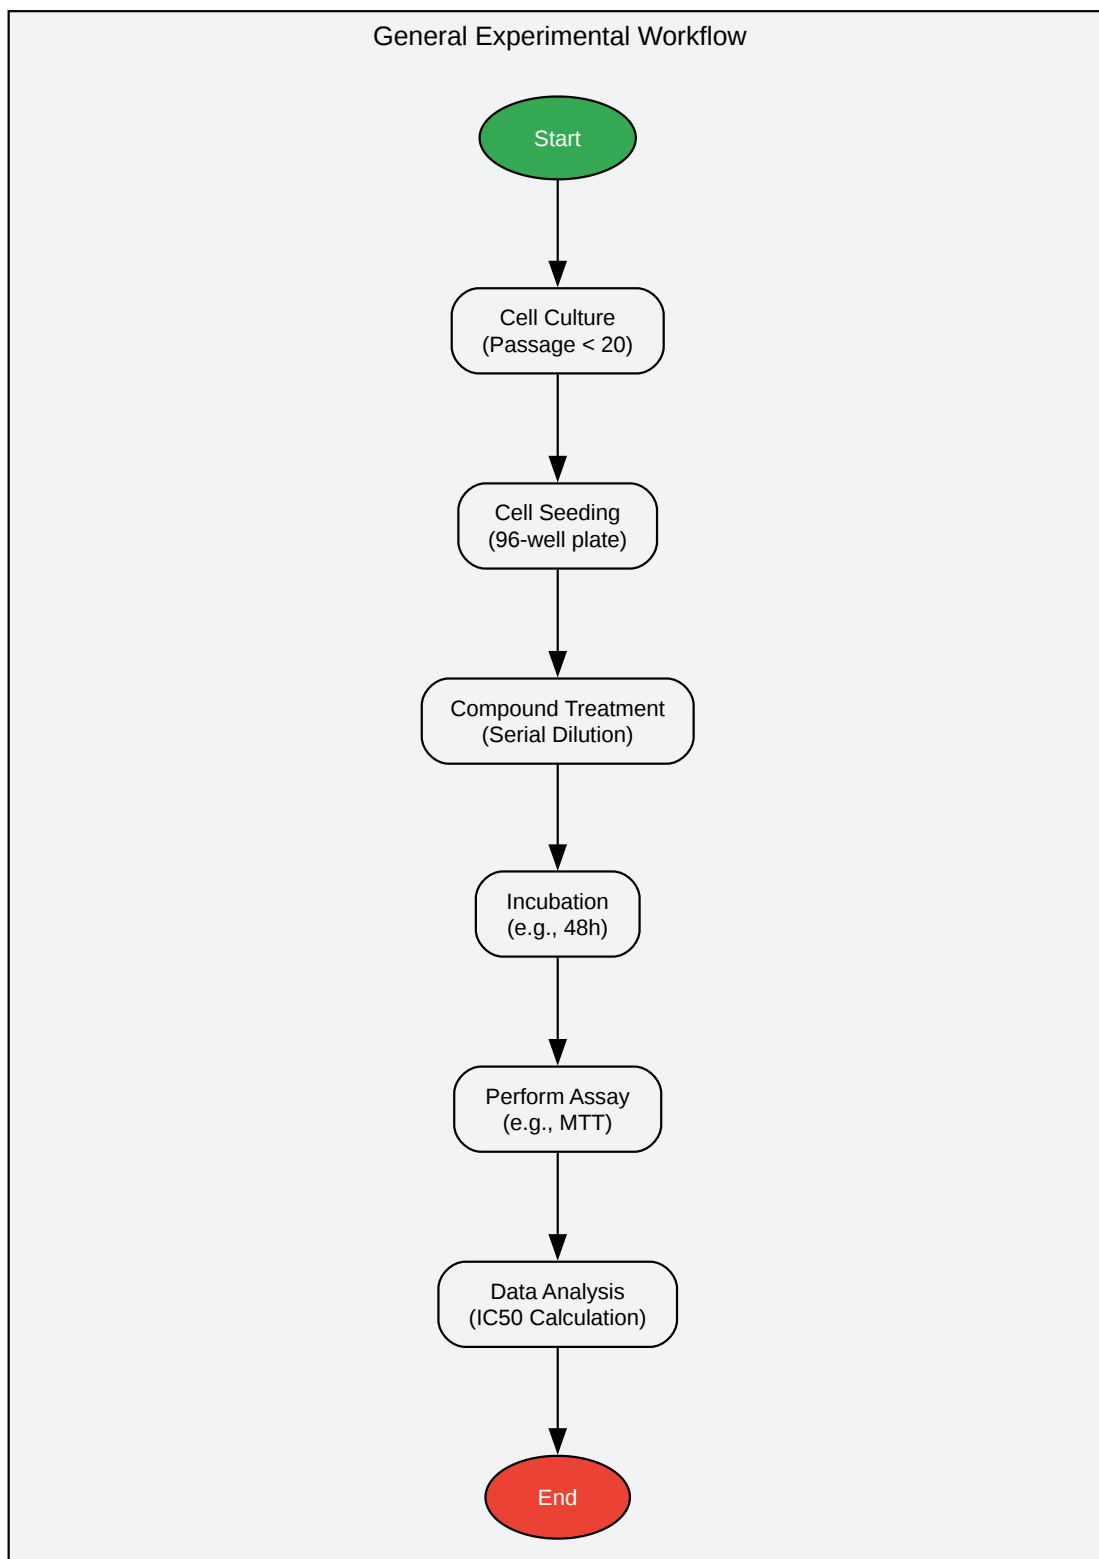 General Experimental Workflow
Start
Cell Culture
(Passage < 20)
Cell Seeding
(96-well plate)
Compound Treatment
(Serial Dilution)
Incubation
(e.g., 48h)
Perform Assay
(e.g., MTT)
Data Analysis
(IC50 Calculation)
End